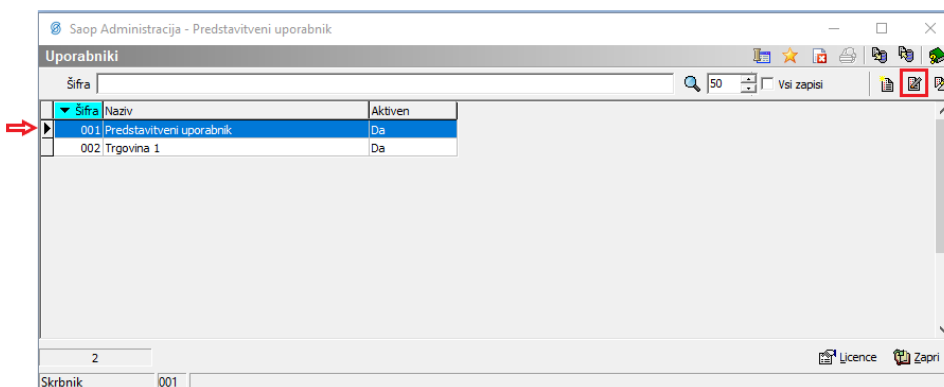 Saop Administracija - Predstavitveni uporabnik
Uporabniki
Šifra 50 Vsi zapisi
Šifra Naziv Aktiven
001 Predstavitveni uporabnik Da
002 Trgovina 1 Da
2 Licence Zapri
Skrbnik 001